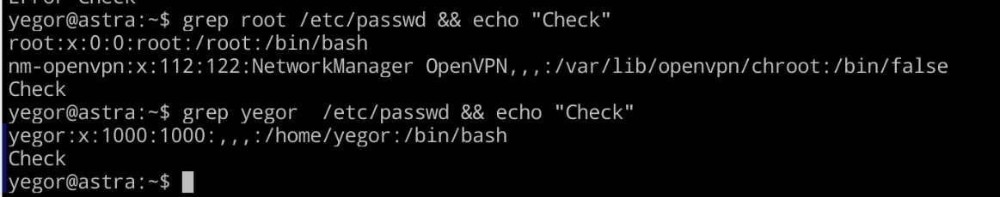 Error Check
yegor@astra:~$ grep root /etc/passwd && echo "Check"
root:x:0:0:root:/root:/bin/bash
nm-openvpn:x:112:122:NetworkManager OpenVPN,,,:/var/lib/openvpn/chroot:/bin/false
Check
yegor@astra:~$ grep yegor  /etc/passwd && echo "Check"
yegor:x:1000:1000:,,,:/home/yegor:/bin/bash
Check
yegor@astra:~$